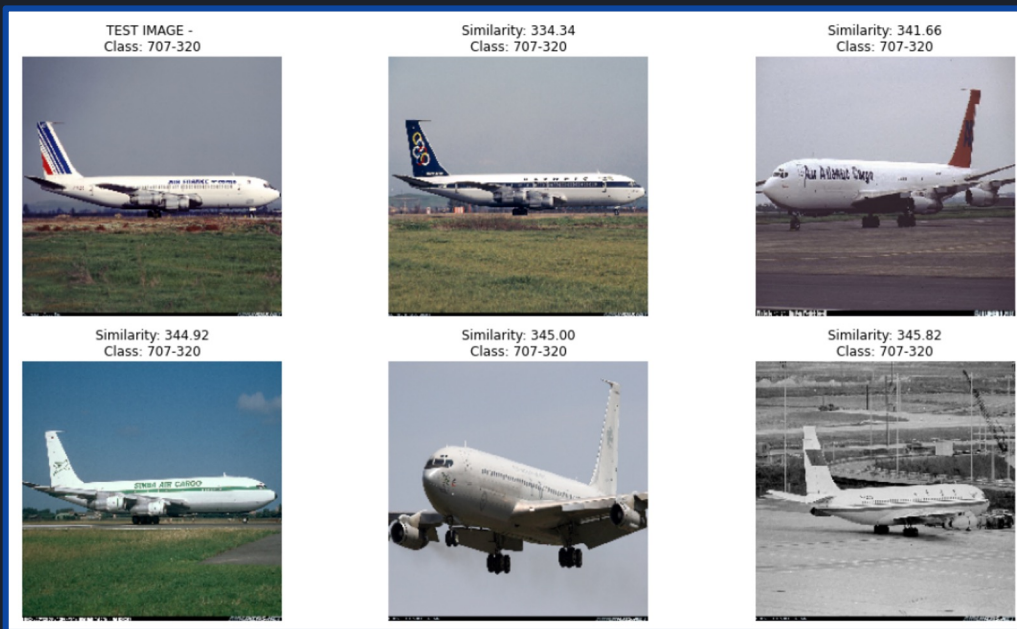 TEST IMAGE -
Class: 707-320
Similarity: 334.34
Class: 707-320
Similarity: 341.66
Class: 707-320
AIR FRANCE
OLYMPIC
Air Atlantic Cargo
Similarity: 344.92
Class: 707-320
Similarity: 345.00
Class: 707-320
Similarity: 345.82
Class: 707-320
SIMBA AIR CARGO